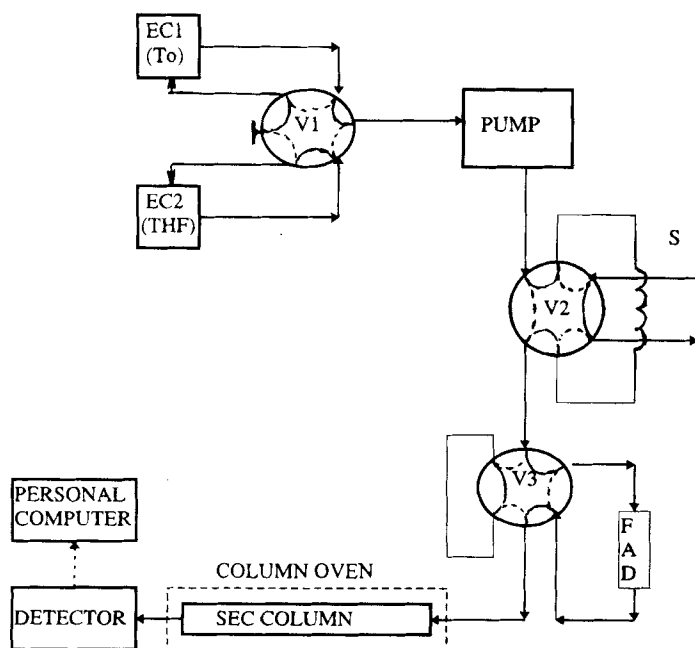 EC1
(To)
V1
PUMP
EC2
(THF)
S
V2
V3
F
A
D
PERSONAL
COMPUTER
COLUMN OVEN
DETECTOR
SEC COLUMN